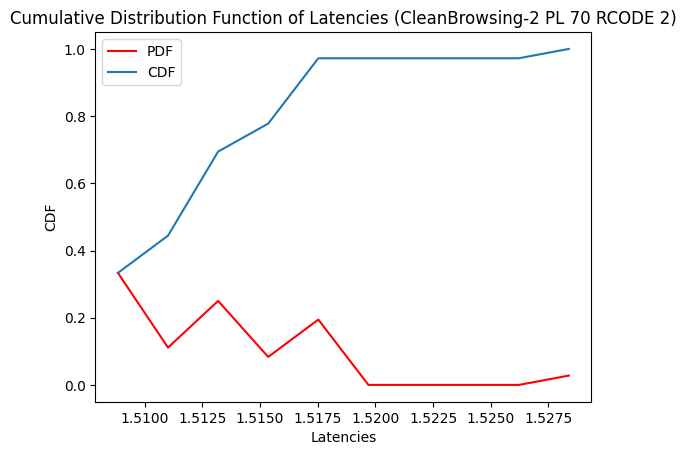 Cumulative Distribution Function of Latencies (CleanBrowsing-2 PL 70 RCODE 2)
PDF
CDF
1.0
0.8
0.6
0.4
0.2
0.0
CDF
1.5100
1.5125
1.5150
1.5175
1.5200
1.5225
1.5250
1.5275
Latencies